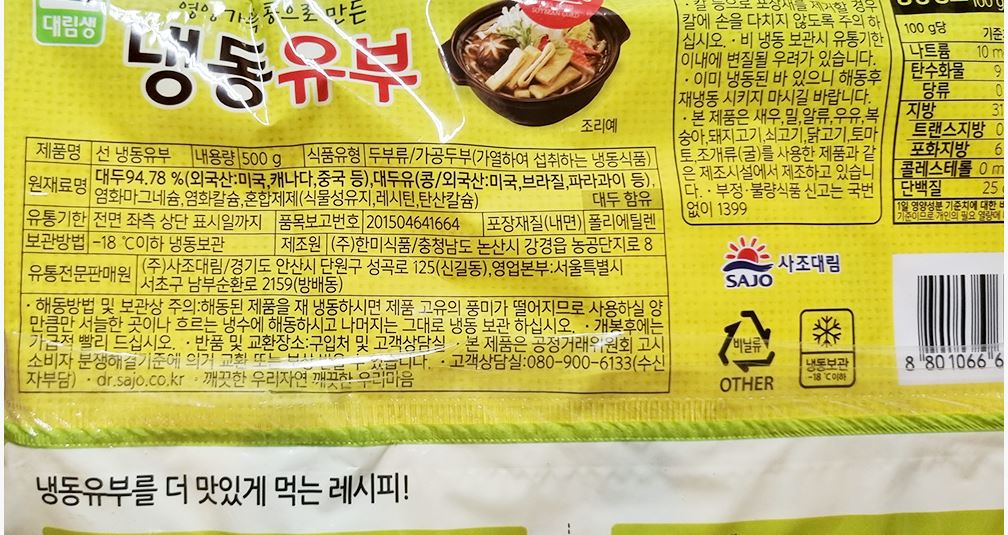 대림생
만든
냉동유부
조리예
칼에 손을 다치지 않도록 주의 하
십시오. · 비 냉동 보관시 유통기한
이내에 변질될 우려가 있습니다.
· 이미 냉동된 바 있으니 해동후
재냉동 시키지 마시길 바랍니다.
· 본 제품은 새우,밀,알류,우유,복
숭아,돼지고기,쇠고기,닭고기,토마
토,조개류(굴)를 사용한 제품과 같
은 제조시설에서 제조하고 있습니
다. · 부정·불량식품 신고는 국번
없이 1399
100 g당
나트륨 10 m
탄수화물 9
당류 0
지방 31
트랜스지방 0
포화지방 6
콜레스테롤 0 m
단백질 25
제품명 선 냉동유부 내용량 500 g 식품유형 두부류/가공두부(가열하여 섭취하는 냉동식품)
원재료명 대두94.78 %(외국산:미국,캐나다,중국 등),대두유(콩/외국산:미국,브라질,파라과이 등),
염화마그네슘,염화칼슘,혼합제제(식물성유지,레시틴,탄산칼슘) 대두 함유
유통기한 전면 좌측 상단 표시일까지 품목보고번호 201504641664 포장재질(내면) 폴리에틸렌
보관방법 -18 ℃이하 냉동보관 제조원 (주)한미식품/충청남도 논산시 강경읍 농공단지로 8
유통전문판매원 (주)사조대림/경기도 안산시 단원구 성곡로 125(신길동),영업본부:서울특별시
서초구 남부순환로 2159(방배동)
· 해동방법 및 보관상 주의:해동된 제품을 재 냉동하시면 제품 고유의 풍미가 떨어지므로 사용하실 양
만큼만 서늘한 곳이나 흐르는 냉수에 해동하시고 나머지는 그대로 냉동 보관 하십시오. · 개봉후에는
가급적 빨리 드십시오. · 반품 및 교환장소:구입처 및 고객상담실 · 본 제품은 공정거래위원회 고시
소비자 분쟁해결기준에 의거 교환 또는 보상받을 수 있습니다. · 고객상담실:080-900-6133(수신
자부담) · dr.sajo.co.kr · 깨끗한 우리자연 깨끗한 우리마음
SAJO 사조대림
비닐류
OTHER
냉동보관
-18 ℃이하
8 801066 6
냉동유부를 더 맛있게 먹는 레시피!